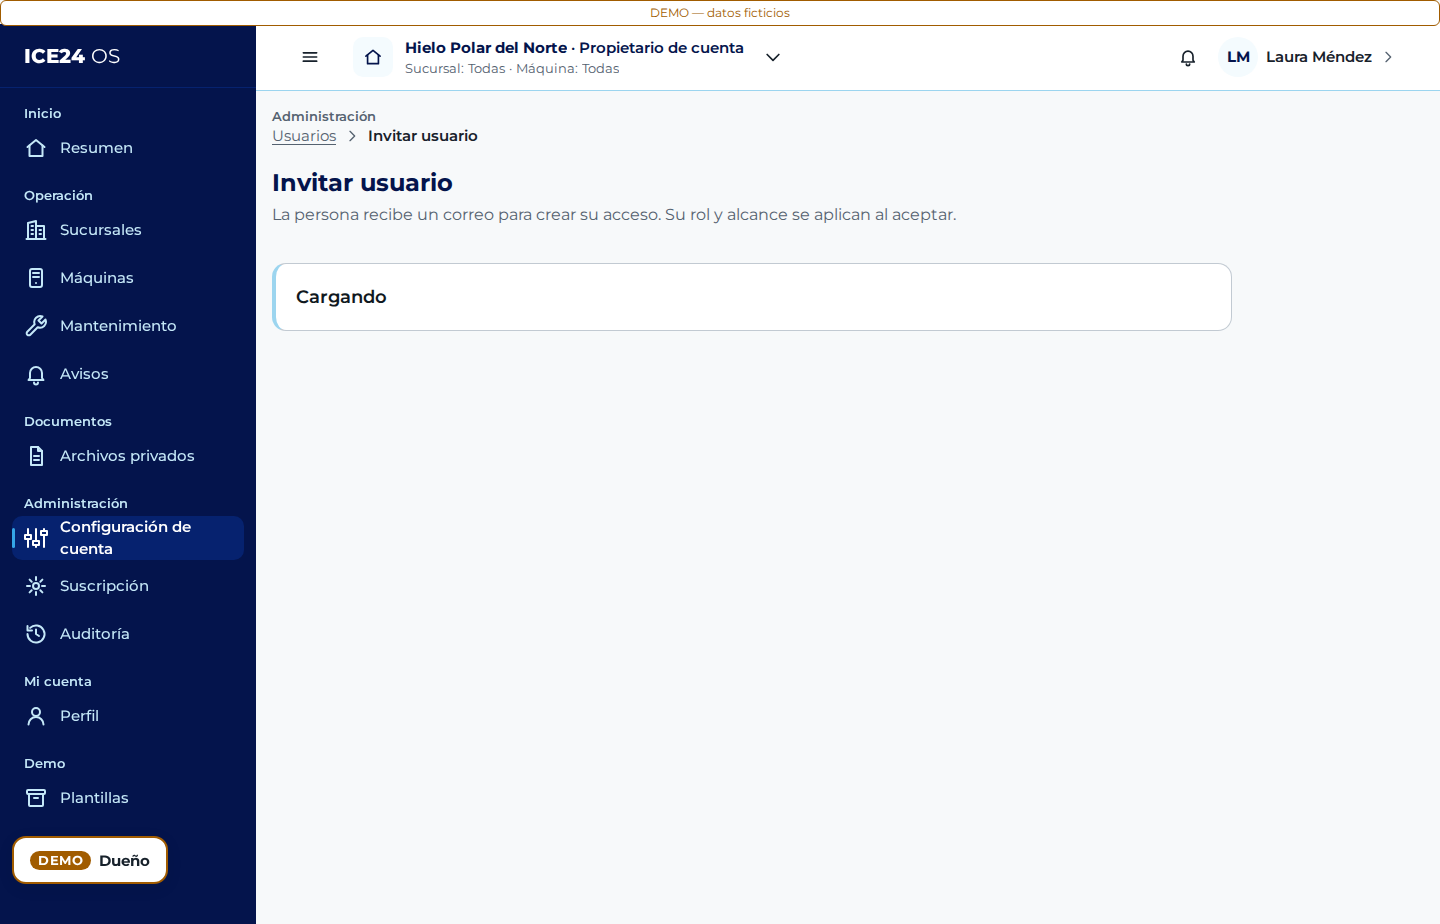 DEMO — datos ficticios
ICE24 OS
Hielo Polar del Norte · Propietario de cuenta
Sucursal: Todas · Máquina: Todas
LM Laura Méndez
Inicio
Resumen
Operación
Sucursales
Máquinas
Mantenimiento
Avisos
Documentos
Archivos privados
Administración
Configuración de
cuenta
Suscripción
Auditoría
Mi cuenta
Perfil
Demo
Plantillas
DEMO Dueño
Administración
Usuarios > Invitar usuario
Invitar usuario
La persona recibe un correo para crear su acceso. Su rol y alcance se aplican al aceptar.
Cargando